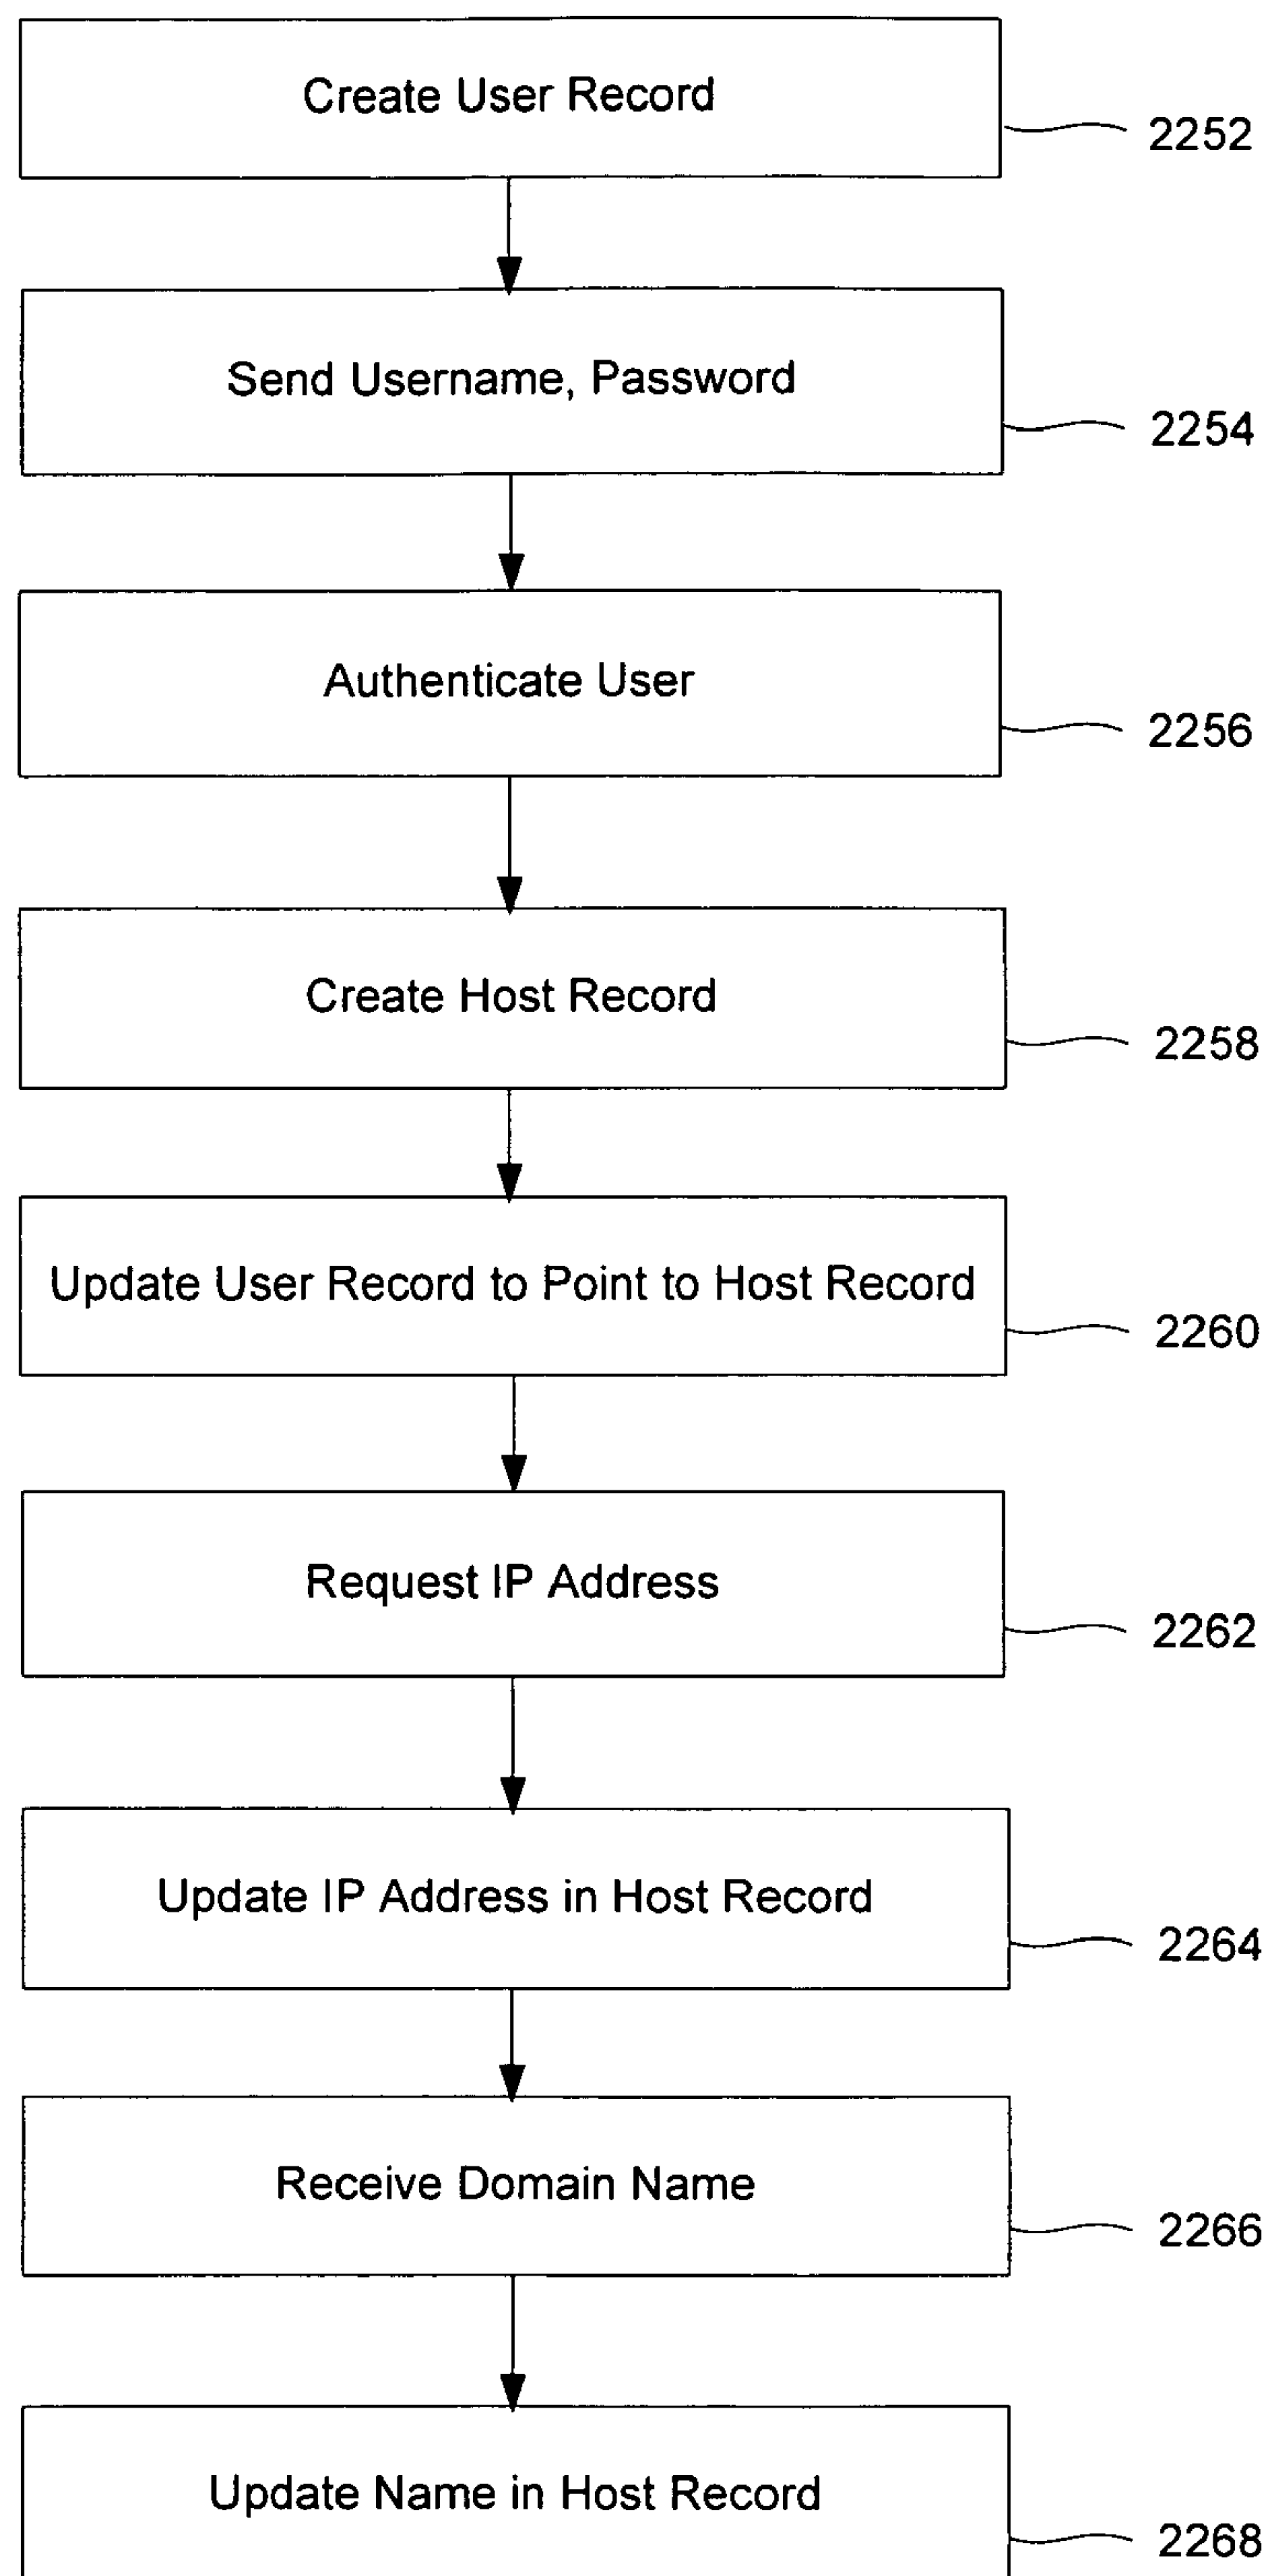 Create User Record
2252
Send Username, Password
2254
Authenticate User
2256
Create Host Record
2258
Update User Record to Point to Host Record
2260
Request IP Address
2262
Update IP Address in Host Record
2264
Receive Domain Name
2266
Update Name in Host Record
2268